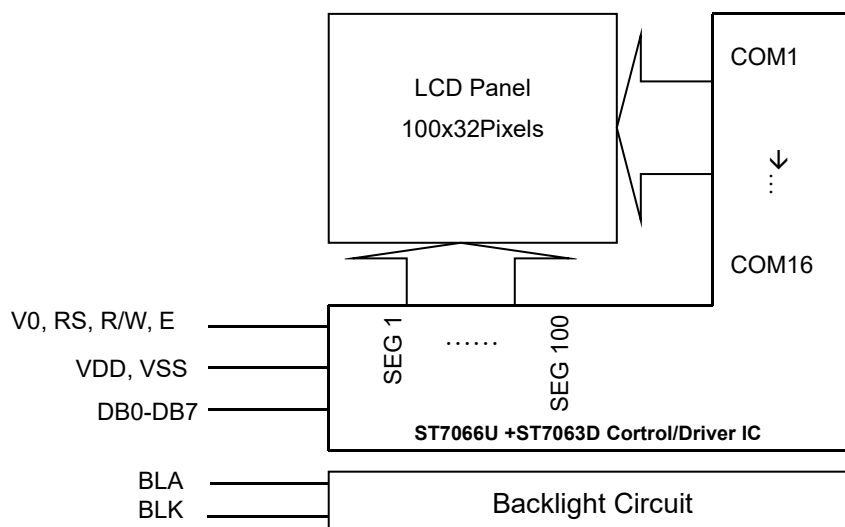 LCD Panel
100x32Pixels
COM1
→
...
COM16
V0, RS, R/W, E
VDD, VSS
DB0-DB7
SEG 1
......
SEG 100
ST7066U +ST7063D Cortrol/Driver IC
BLA
BLK
Backlight Circuit